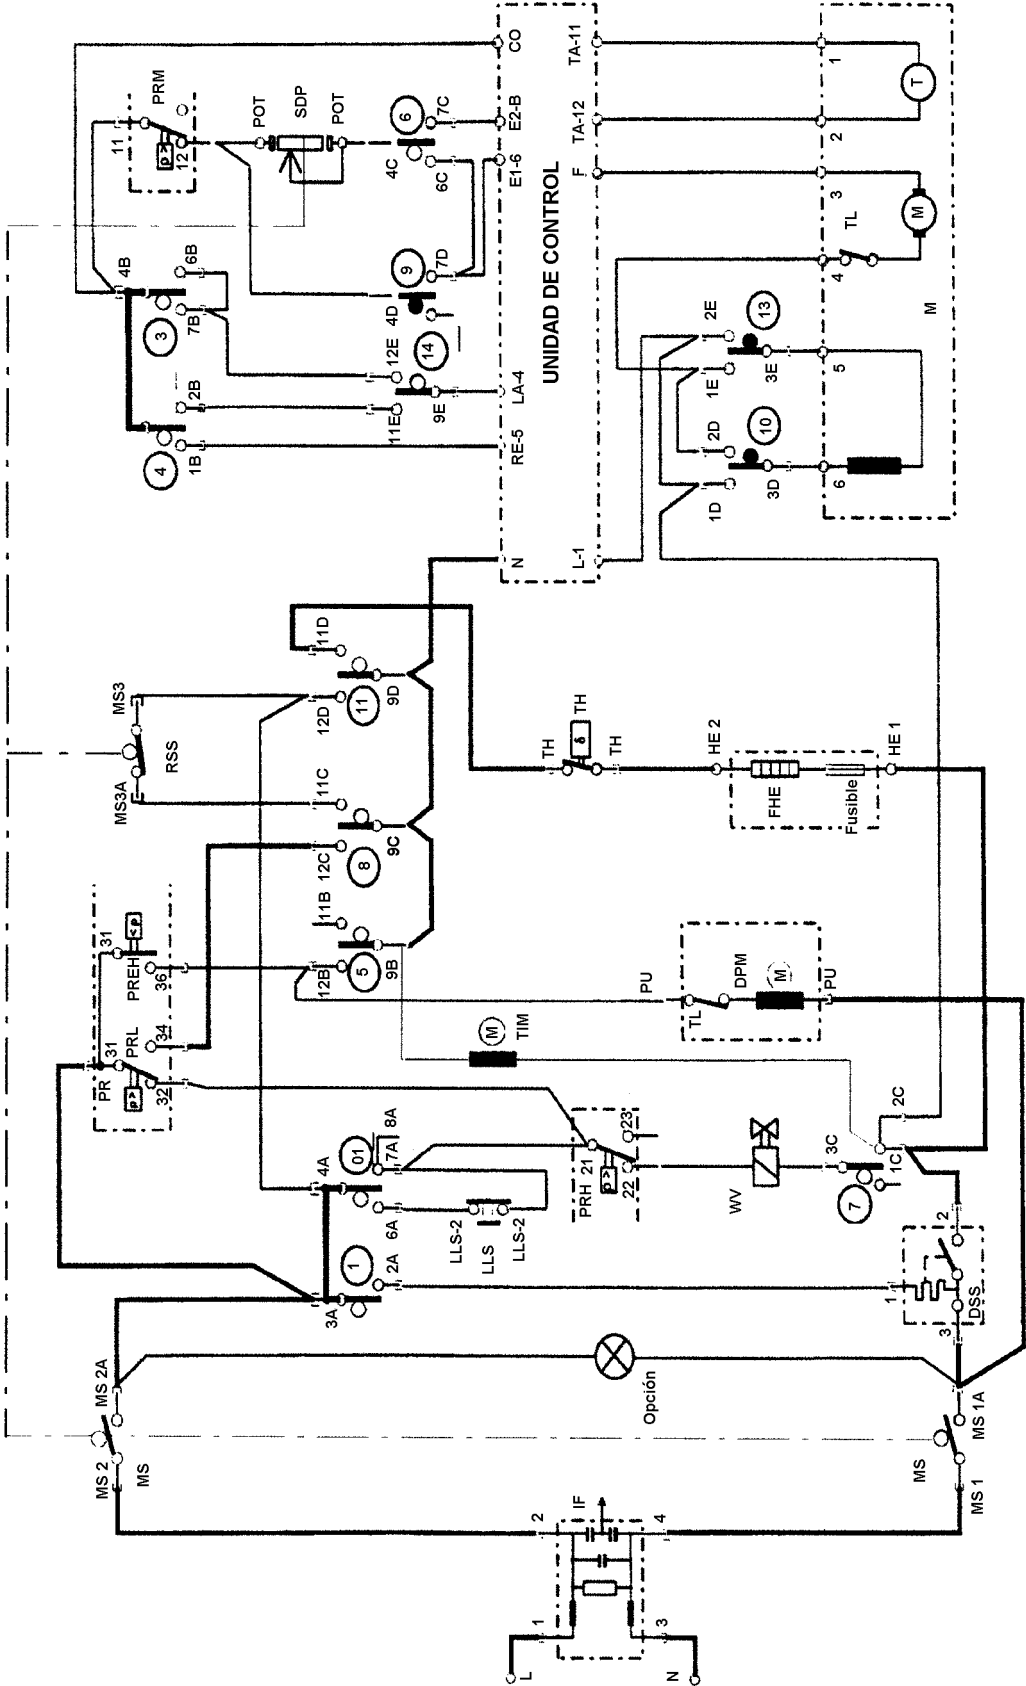 CO
TA-11
1
T
PRM
11
12
p >
POT
SDP
POT
6
7C
4C
6C
E2-B
E1-6
TA-12
2
F
3
M
TL
4
M
UNIDAD DE CONTROL
4B
6B
3
7B
9
7D
4D
12E
14
2B
4
1B
11E
9E
LA-4
RE-5
2E
13
1E
3E
5
2D
10
1D
3D
6
N
L-1
11D
MS3
RSS
MS3A
12D
11
9D
11C
TH
TH
TH
δ
HE 2
HE 1
FHE
Fusible
12C
8
9C
11B
31
< p
PREH
36
12B
5
9B
PU
DPM
M
PU
TL
M
TIM
PR
31
PRL
34
32
p >
8A
01
7A
4A
6A
LLS-2
LLS
LLS-2
PRH
21
22
23
p >
WV
3C
2C
1C
7
1
2A
3A
1
2
3
DSS
MS 2A
MS 2
MS
Opción
MS 1A
MS
MS 1
2
IF
4
1
3
L
N